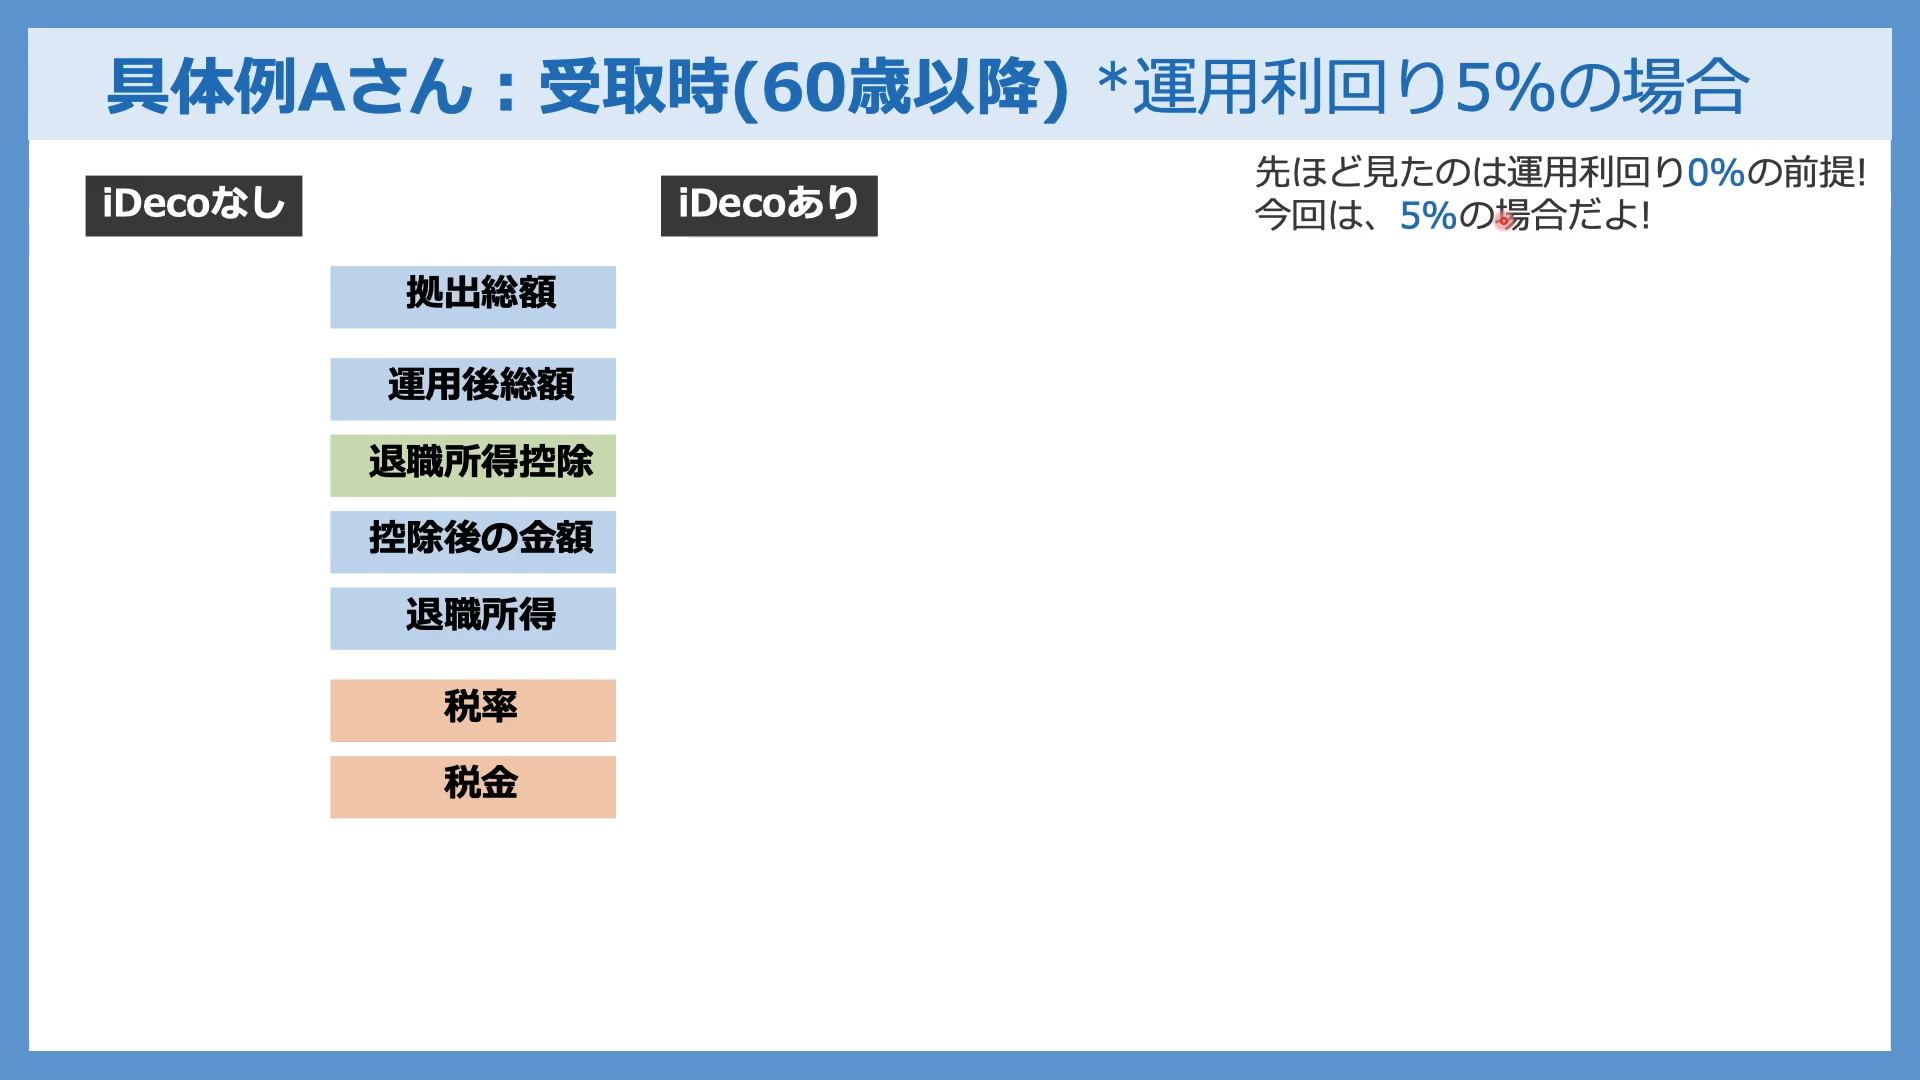 具体例Aさん：受取時(60歳以降) *運用利回り5%の場合
先ほど見たのは運用利回り0%の前提!
今回は、5%の場合だよ!
iDecoなし
iDecoあり
拠出総額
運用後総額
退職所得控除
控除後の金額
退職所得
税率
税金